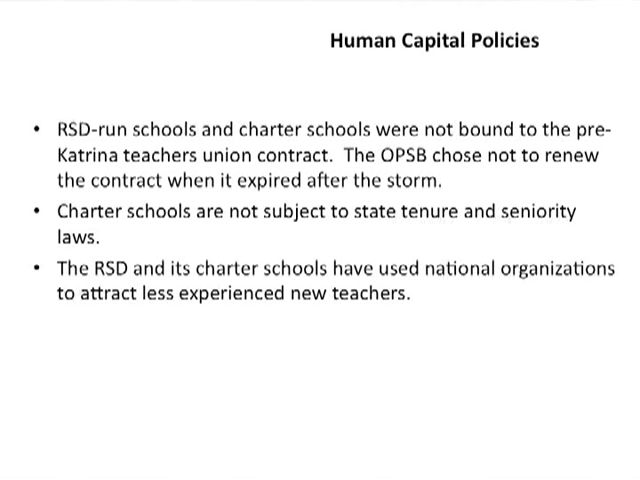 Human Capital Policies
• RSD-run schools and charter schools were not bound to the pre-
Katrina teachers union contract.  The OPSB chose not to renew
the contract when it expired after the storm.
• Charter schools are not subject to state tenure and seniority
laws.
• The RSD and its charter schools have used national organizations
to attract less experienced new teachers.